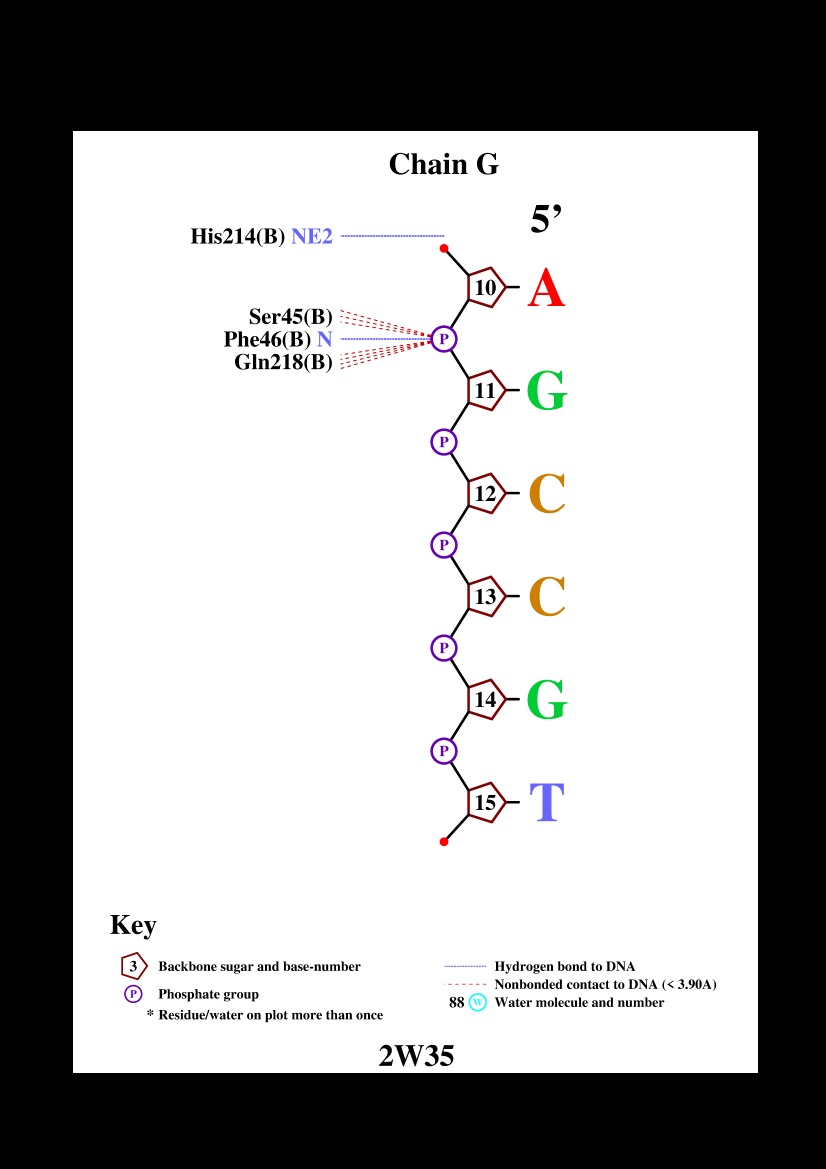 Chain G
5’
His214(B) NE2
10 A
Ser45(B)
Phe46(B) N P
Gln218(B)
11 G
P
12 C
P
13 C
P
14 G
P
15 T
Key
3 Backbone sugar and base-number
P Phosphate group
* Residue/water on plot more than once
Hydrogen bond to DNA
Nonbonded contact to DNA (< 3.90A)
88 W Water molecule and number
2W35